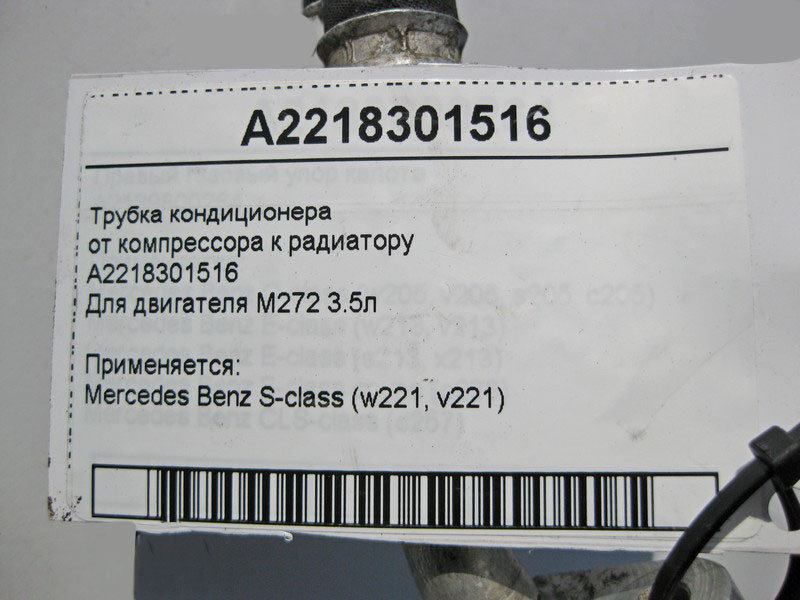 A2218301516
Трубка кондиционера
от компрессора к радиатору
A2218301516
Для двигателя M272 3.5л
Применяется:
Mercedes Benz S-class (w221, v221)